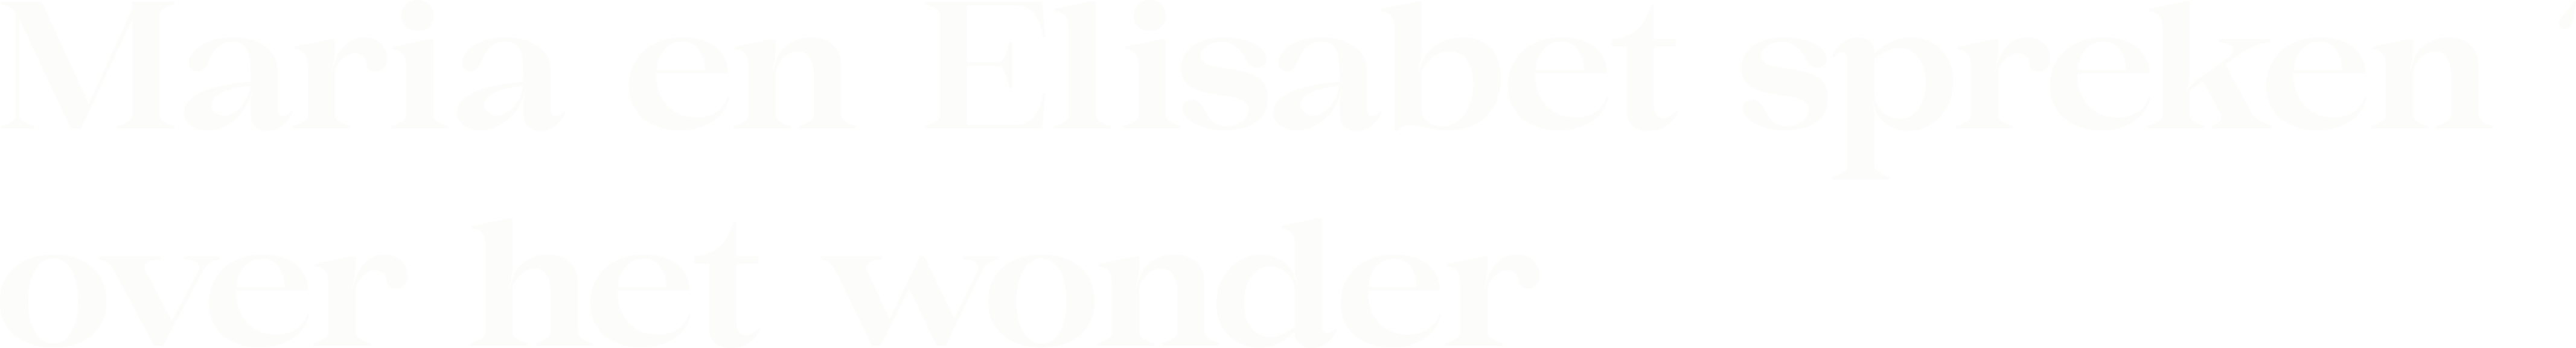 Maria en Elisabet spreken
over het wonder